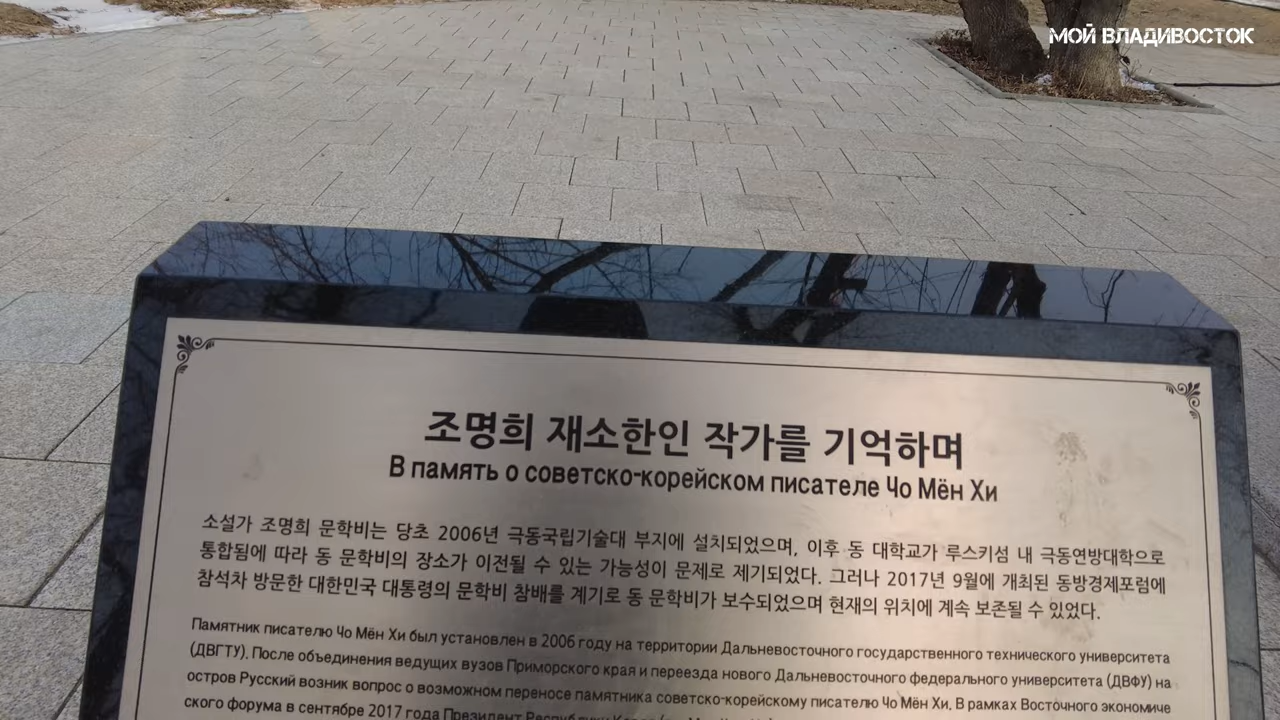 МОЙ ВЛАДИВОСТОК
조명희 재소한인 작가를 기억하며
В память о советско-корейском писателе Чо Мён Хи
소설가 조명희 문학비는 당초 2006년 극동국립기술대 부지에 설치되었으며, 이후 동 대학교가 루스키섬 내 극동연방대학으로
통합됨에 따라 동 문학비의 장소가 이전될 수 있는 가능성이 문제로 제기되었다. 그러나 2017년 9월에 개최된 동방경제포럼에
참석차 방문한 대한민국 대통령의 문학비 참배를 계기로 동 문학비가 보수되었으며 현재의 위치에 계속 보존될 수 있었다.
Памятник писателю Чо Мён Хи был установлен в 2006 году на территории Дальневосточного государственного технического университета
(ДВГТУ). После объединения ведущих вузов Приморского края и переезда нового Дальневосточного федерального университета (ДВФУ) на
остров Русский возник вопрос о возможном переносе памятника советско-корейскому писателю Чо Мён Хи. В рамках Восточного экономиче
ского форума в сентябре 2017 года Президент Республики